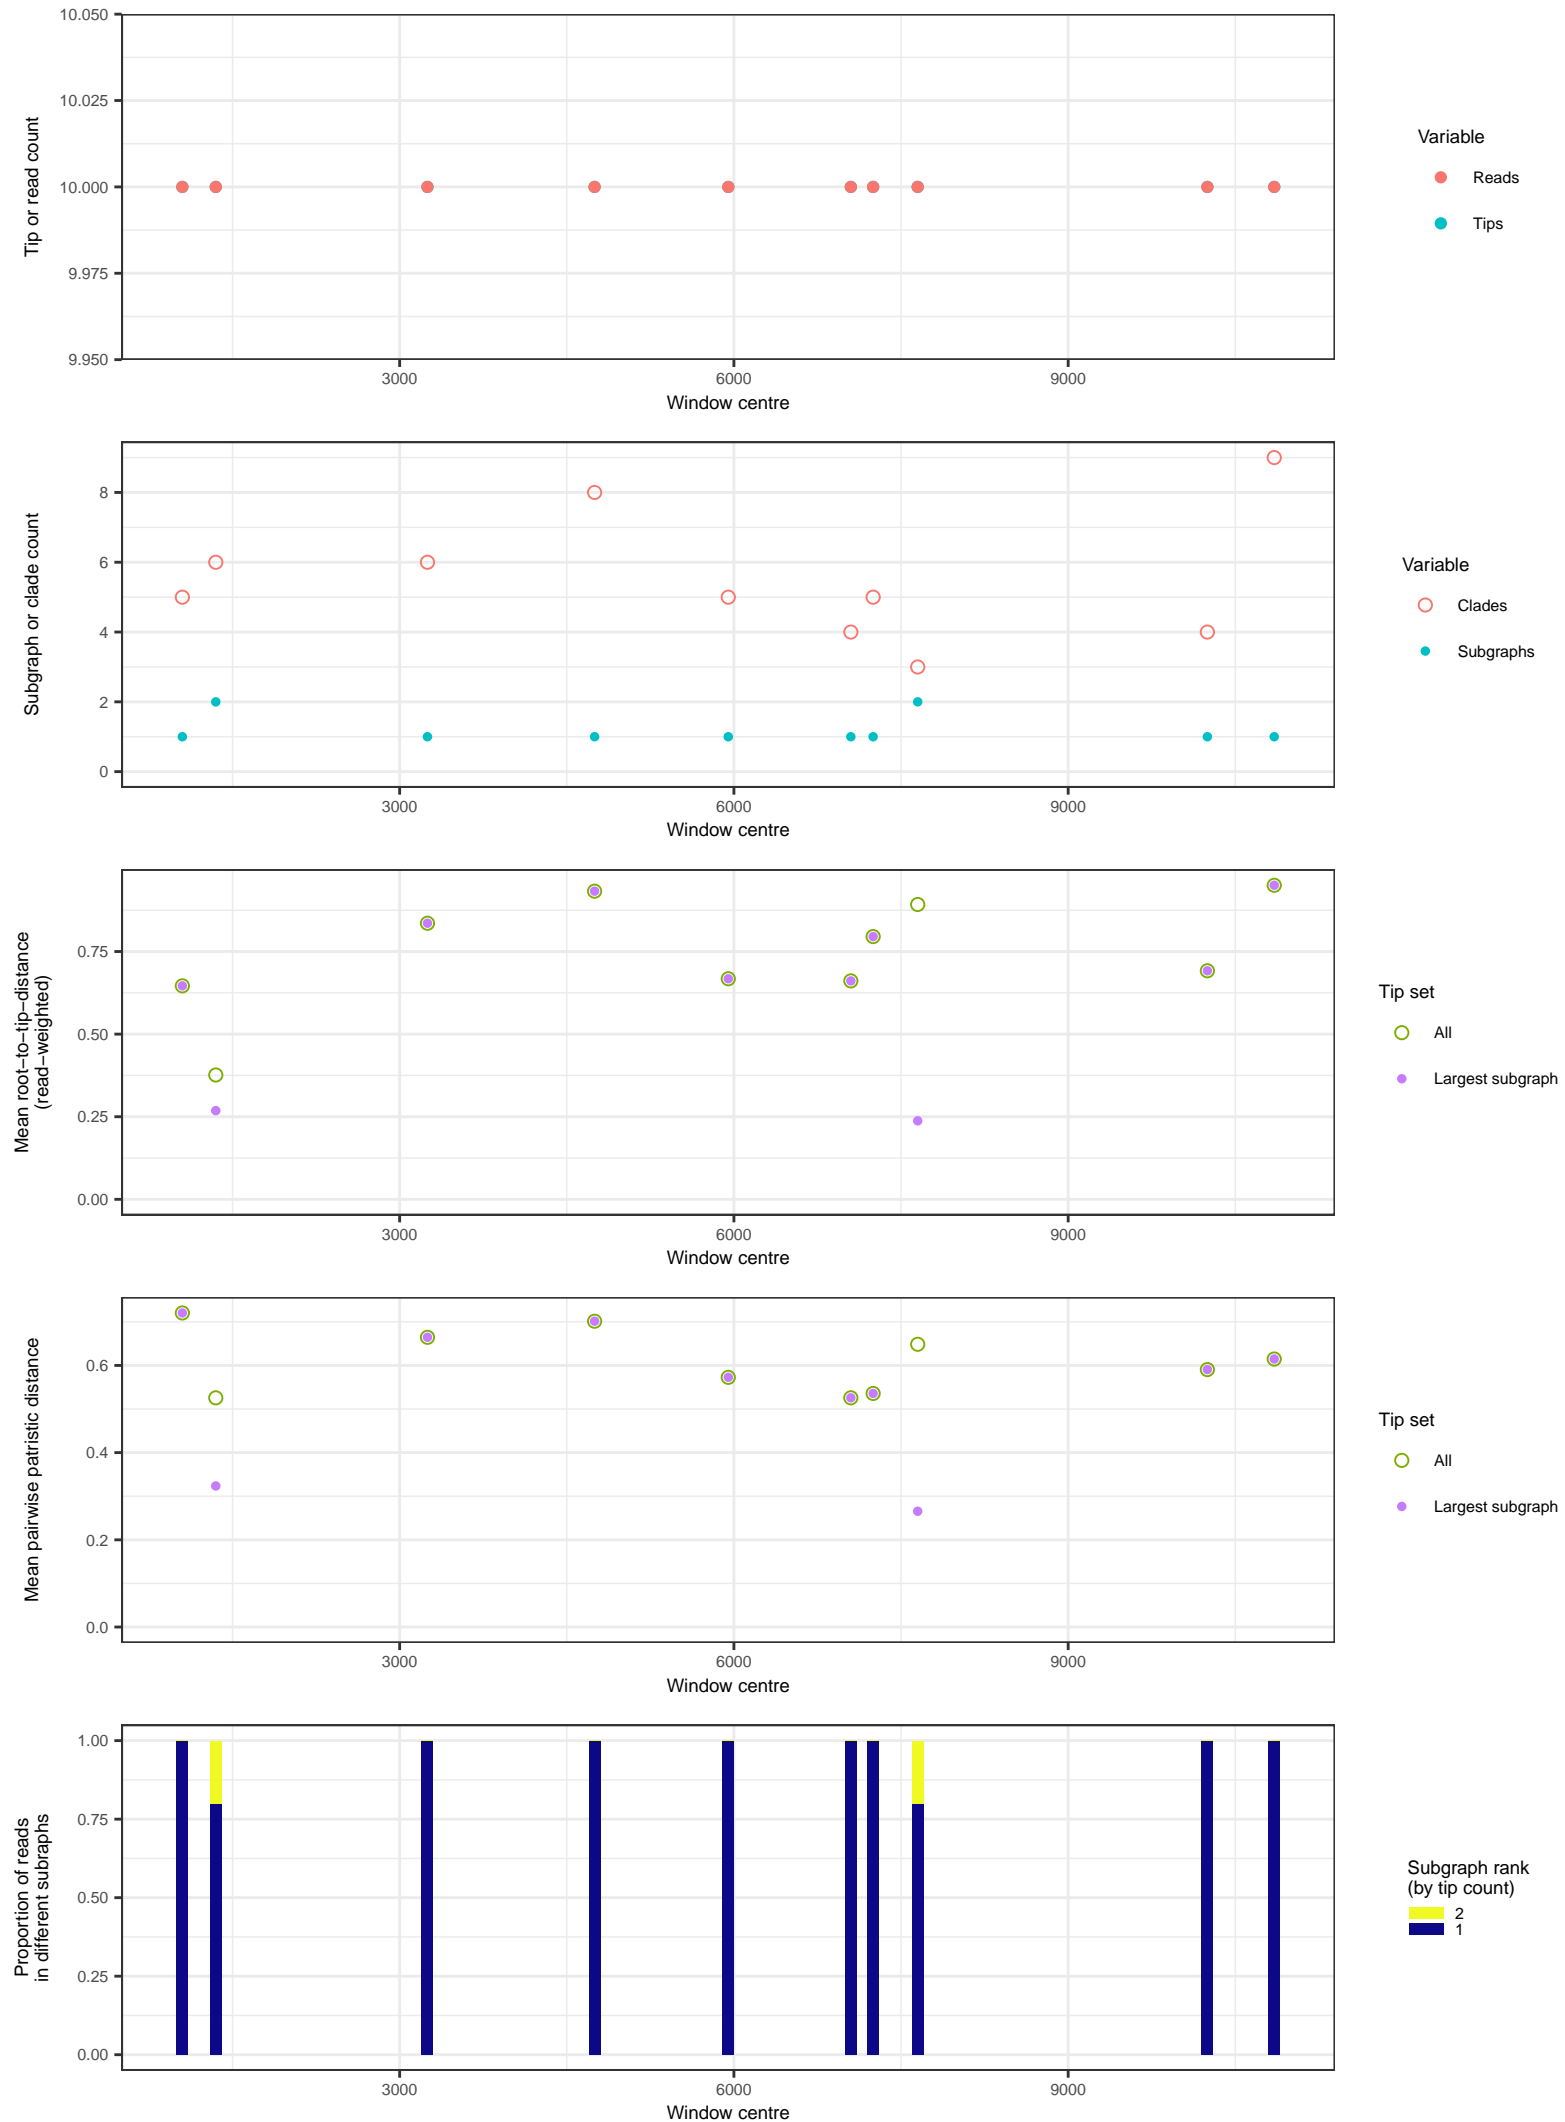 10.050
10.025
10.000
9.975
9.950
Tip or read count
3000 6000 9000
Window centre
Variable
Reads
Tips
8
6
4
2
0
Subgraph or clade count
3000 6000 9000
Window centre
Variable
Clades
Subgraphs
0.75
0.50
0.25
0.00
Mean root−to−tip−distance
(read−weighted)
3000 6000 9000
Window centre
Tip set
All
Largest subgraph
0.6
0.4
0.2
0.0
Mean pairwise patristic distance
3000 6000 9000
Window centre
Tip set
All
Largest subgraph
1.00
0.75
0.50
0.25
0.00
Proportion of reads
in different subraphs
3000 6000 9000
Window centre
Subgraph rank
(by tip count)
2
1